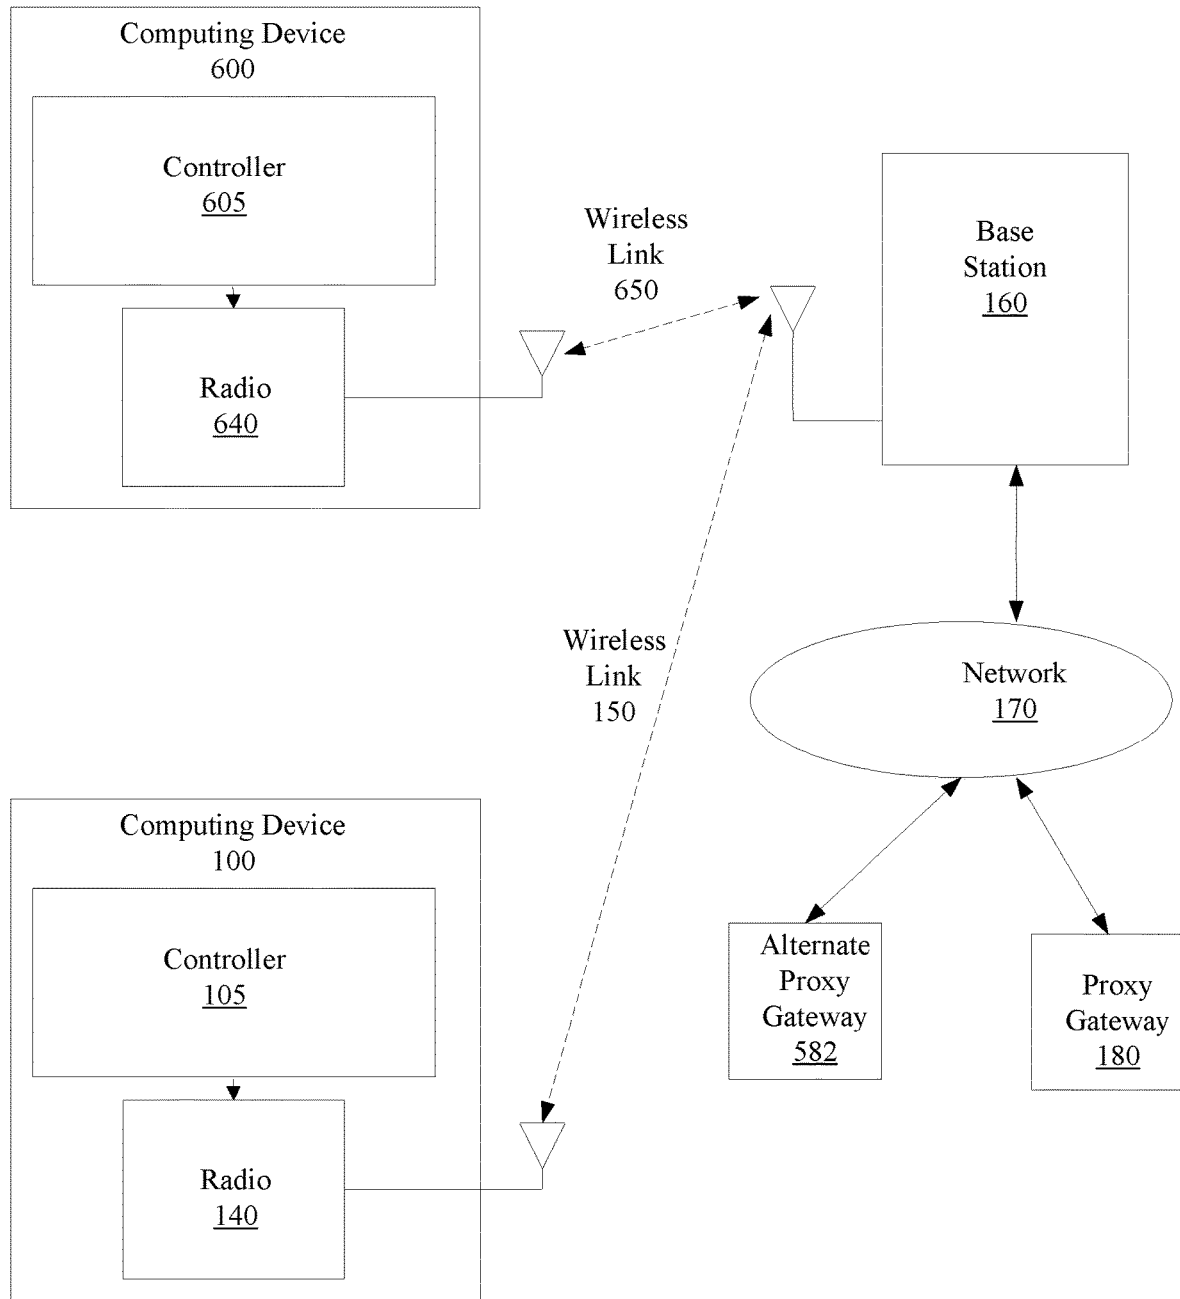 Computing Device
600
Controller
605
Radio
640
Wireless
Link
650
Base
Station
160
Wireless
Link
150
Network
170
Computing Device
100
Controller
105
Radio
140
Alternate
Proxy
Gateway
582
Proxy
Gateway
180